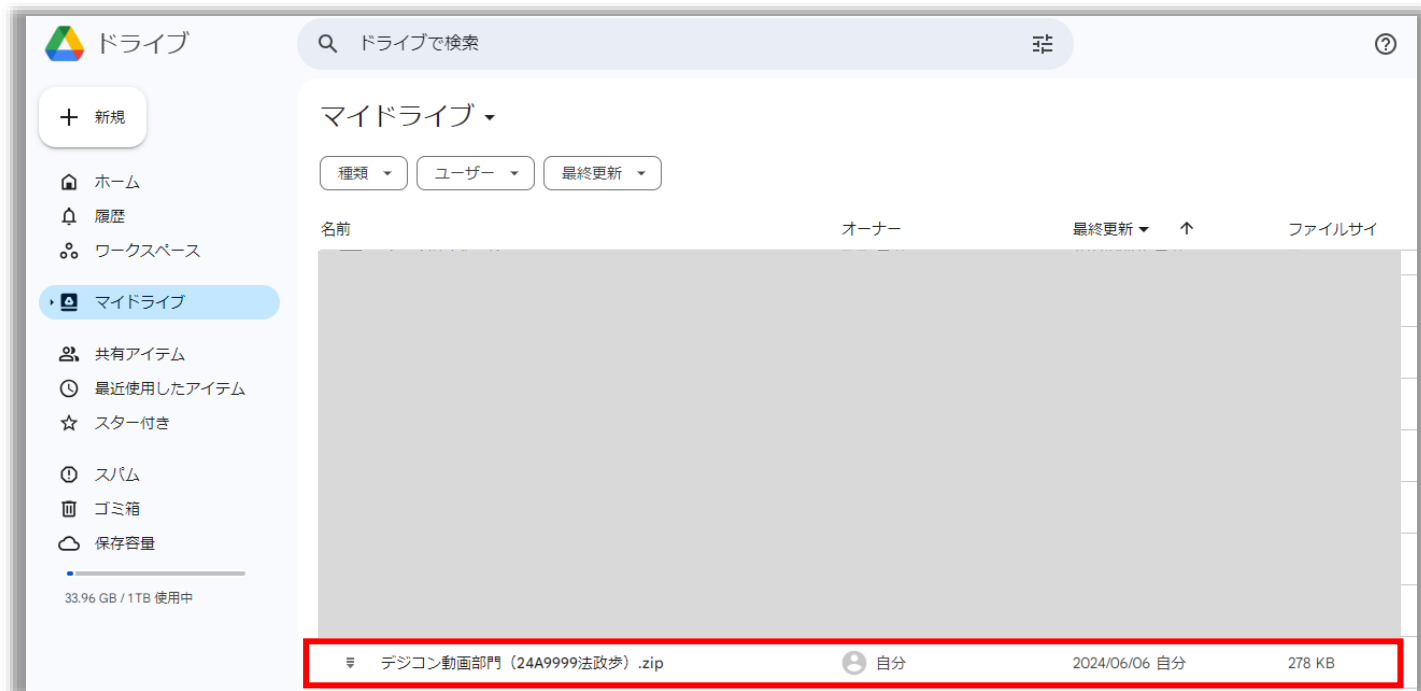 ドライブ
ドライブで検索
新規
マイドライブ
種類 ユーザー 最終更新
ホーム
履歴
ワークスペース
マイドライブ
共有アイテム
最近使用したアイテム
スター付き
スパム
ゴミ箱
保存容量
33.96 GB / 1TB 使用中
名前 オーナー 最終更新 ファイルサイ
デジコン動画部門（24A9999法政歩）.zip 自分 2024/06/06 自分 278 KB